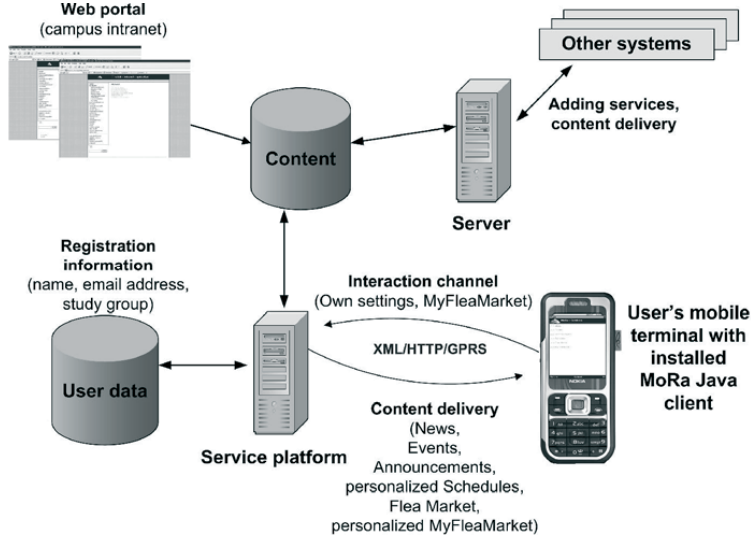 Web portal
(campus intranet)
Other systems
Adding services,
content delivery
Content
Server
Registration
information
(name, email address,
study group)
Interaction channel
(Own settings, MyFleaMarket)
XML/HTTP/GPRS
User's mobile
terminal with
installed
MoRa Java
client
NOKIA
User data
Service platform
Content delivery
(News,
Events,
Announcements,
personalized Schedules,
Flea Market,
personalized MyFleaMarket)